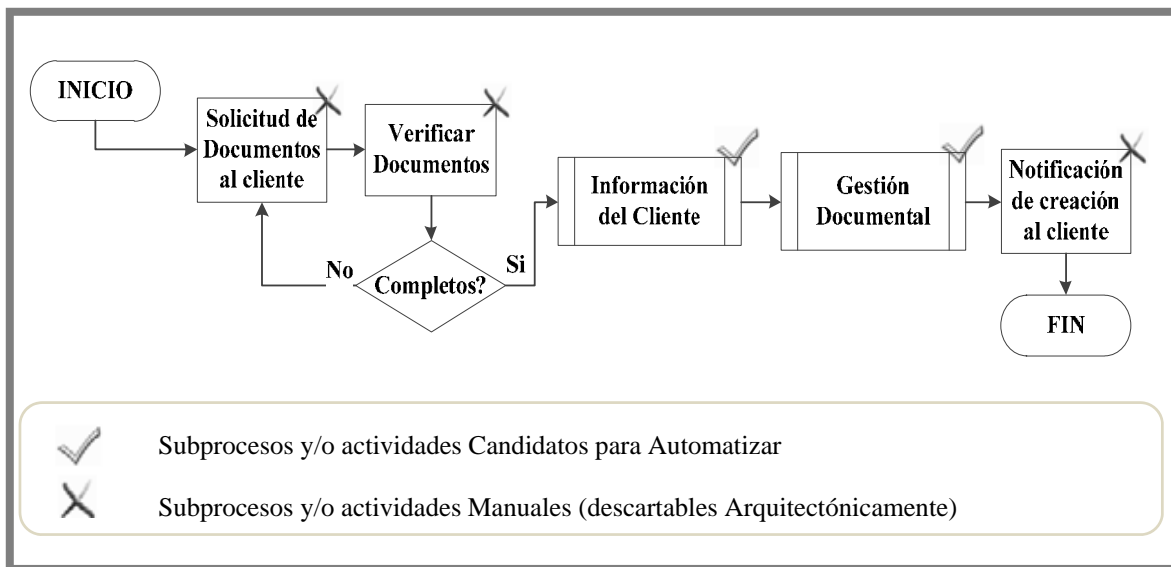 INICIO
Solicitud de
Documentos
al cliente
Verificar
Documentos
Completos?
No
Si
Información
del Cliente
Gestión
Documental
Notificación
de creación
al cliente
FIN
Subprocesos y/o actividades Candidatos para Automatizar
Subprocesos y/o actividades Manuales (descartables Arquitectónicamente)